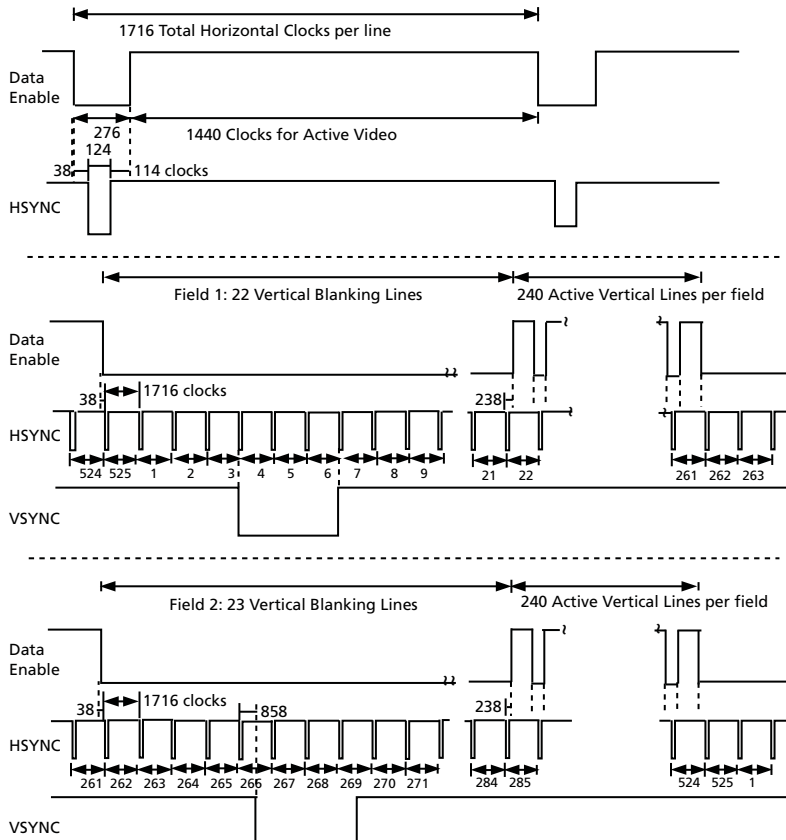 1716 Total Horizontal Clocks per line
Data
Enable
276
1440 Clocks for Active Video
124
38
114 clocks
HSYNC
Field 1: 22 Vertical Blanking Lines
240 Active Vertical Lines per field
Data
Enable
1716 clocks
38
238
HSYNC
524 525 1 2 3 4 5 6 7 8 9 21 22 261 262 263
VSYNC
Field 2: 23 Vertical Blanking Lines
240 Active Vertical Lines per field
Data
Enable
1716 clocks
38
858
238
HSYNC
261 262 263 264 265 266 267 268 269 270 271 284 285 524 525 1
VSYNC